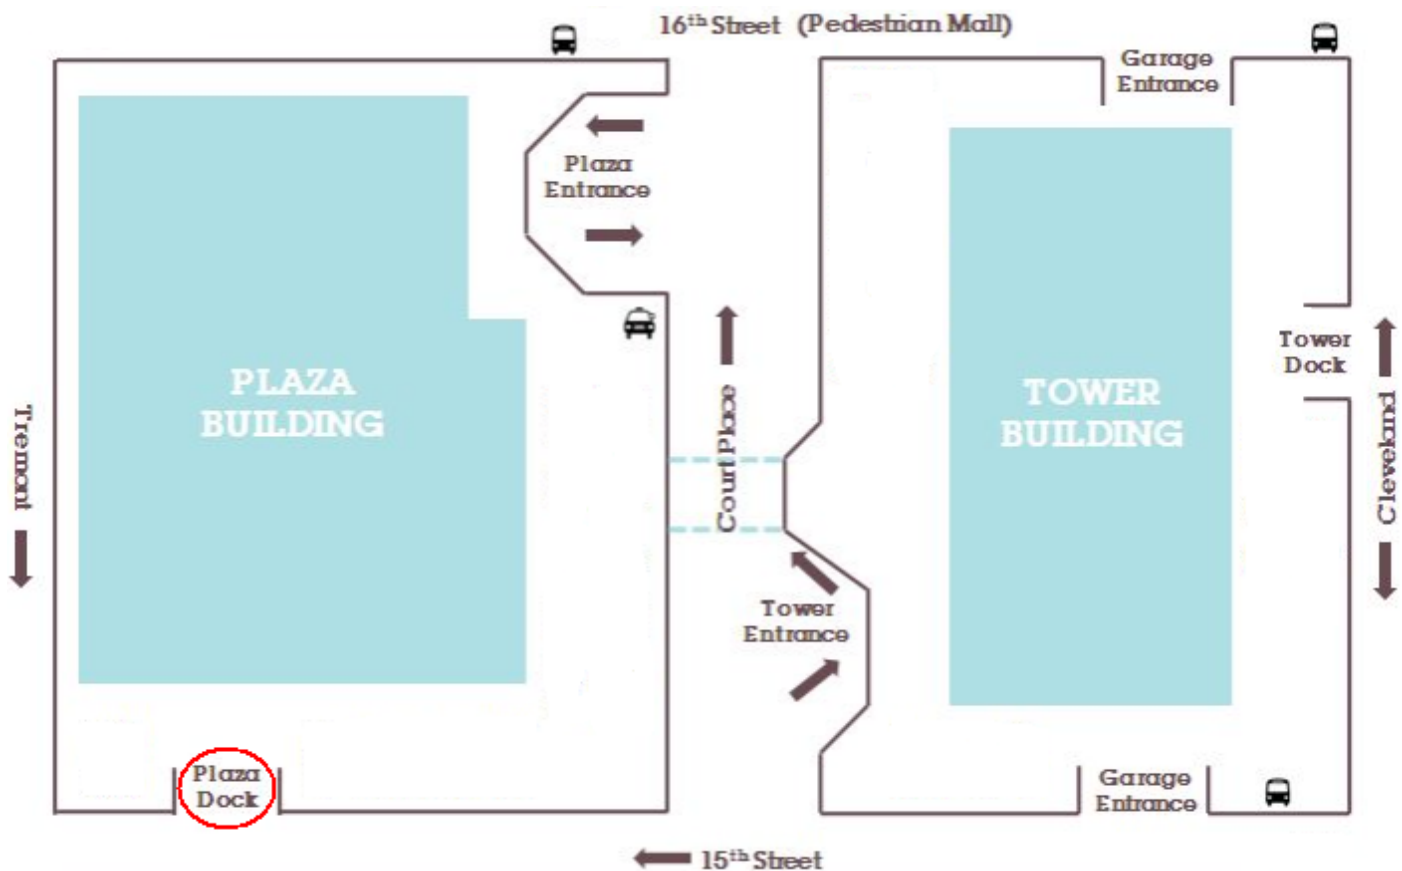 16th Street (Pedestrian Mall)
Garage
Entrance
Plaza
Entrance
Tower
Dock
PLAZA
BUILDING
TOWER
BUILDING
Tremont
Court Place
Cleveland
Tower
Entrance
Plaza
Dock
Garage
Entrance
15th Street